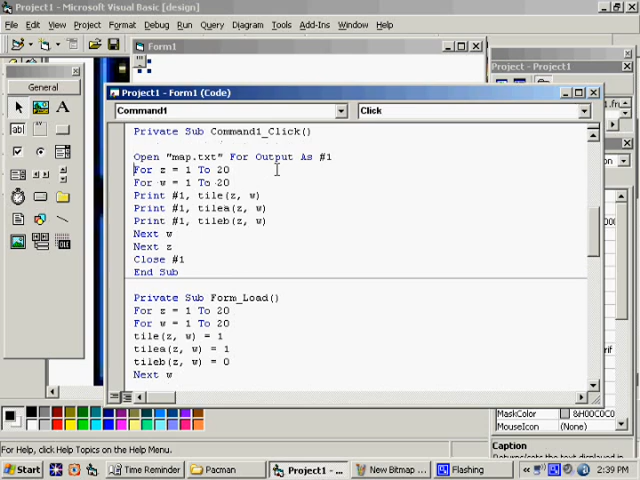 Project1 - Microsoft Visual Basic [design]
File Edit View Project Format Debug Run Query Diagram Tools Add-Ins Window Help
Form1
Project - Project1
General
Project1 - Form1 (Code)
Command1 Click
Private Sub Command1_Click()
Open "map.txt" For Output As #1
For z = 1 To 20
For w = 1 To 20
Print #1, tile(z, w)
Print #1, tilea(z, w)
Print #1, tileb(z, w)
Next w
Next z
Close #1
End Sub
Private Sub Form_Load()
For z = 1 To 20
For w = 1 To 20
tile(z, w) = 1
tilea(z, w) = 1
tileb(z, w) = 0
Next w
MaskColor &H00C0C0
MouseIcon (None)
Caption
For Help, click Help Topics on the Help Menu.
Start Time Reminder Pacman Project1 - ... New Bitmap ... Flashing 2:39 PM